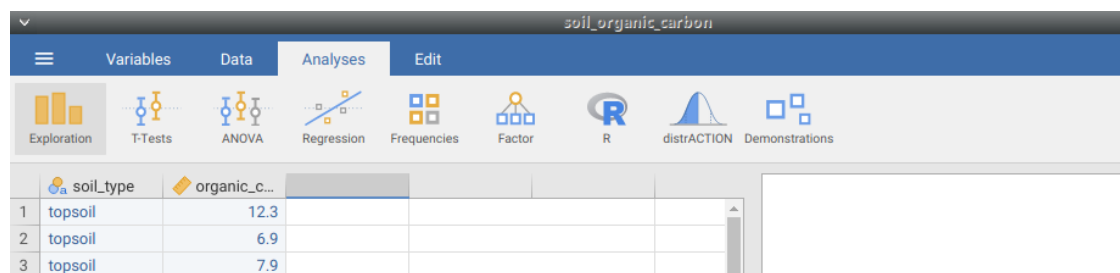 soil_organic_carbon
Variables Data Analyses Edit
Exploration T-Tests ANOVA Regression Frequencies Factor R distrACTION Demonstrations
a soil_type organic_c...
1 topsoil 12.3
2 topsoil 6.9
3 topsoil 7.9